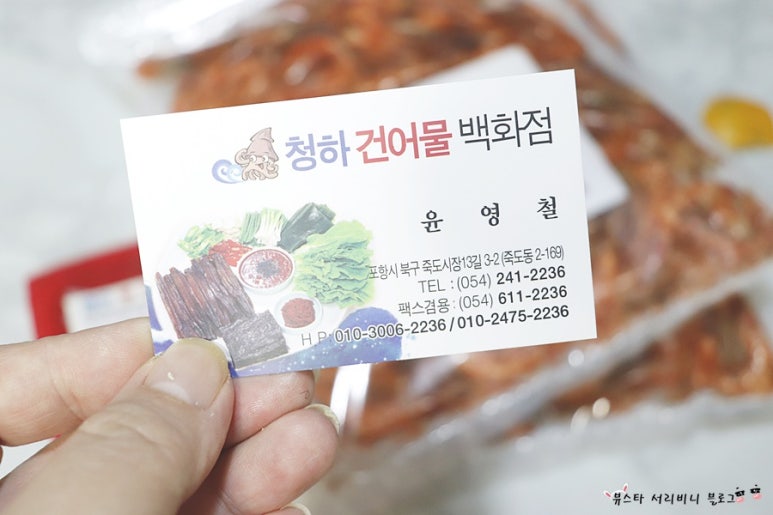 청하 건어물 백화점
윤 영 철
포항시 북구 죽도시장13길 3-2 (죽도동 2-169)
TEL : (054) 241-2236
팩스겸용 : (054) 611-2236
H.P 010-3006-2236 / 010-2475-2236
뷰스타 서리비니 블로그